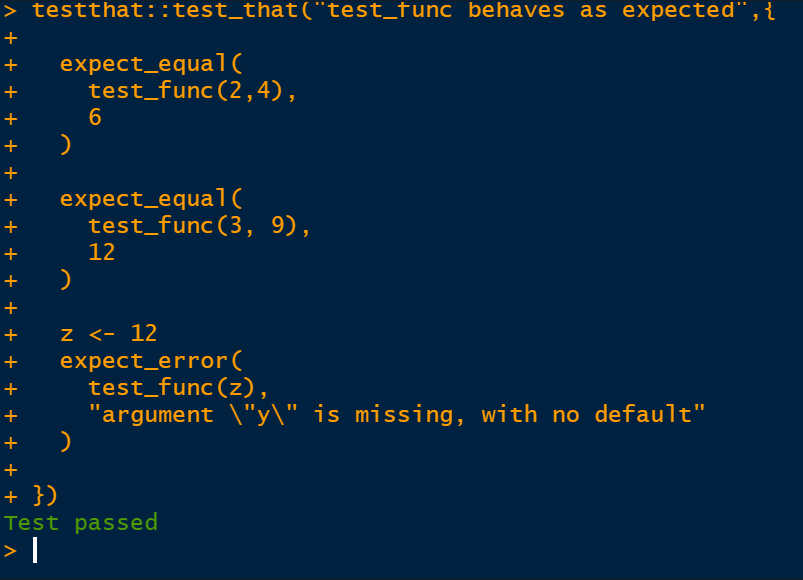 > testthat::test_that("test_func behaves as expected",{
+
+   expect_equal(
+     test_func(2,4),
+     6
+   )
+
+   expect_equal(
+     test_func(3, 9),
+     12
+   )
+
+   z <- 12
+   expect_error(
+     test_func(z),
+     "argument \"y\" is missing, with no default"
+   )
+
+ })
Test passed
>